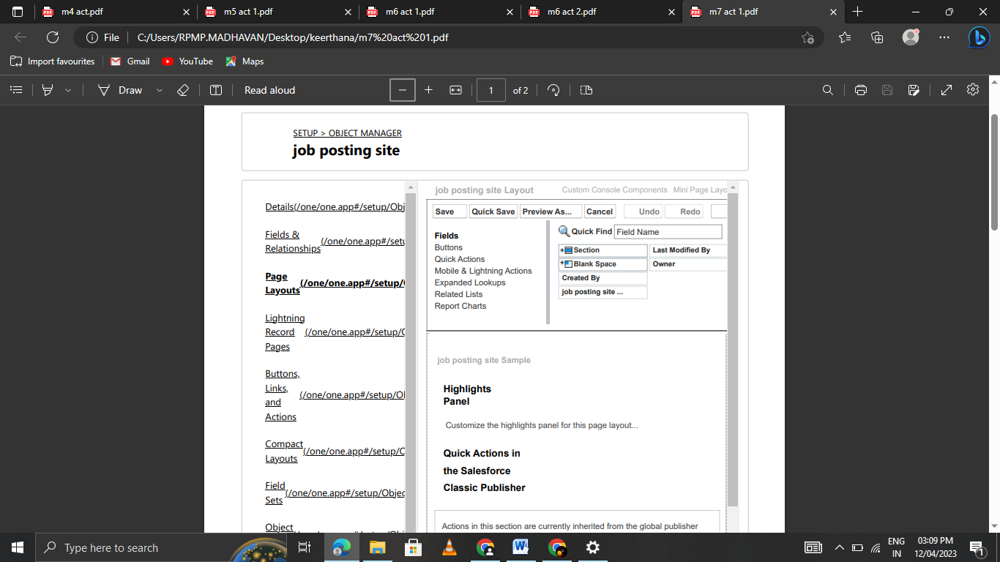 m4 act.pdf
m5 act 1.pdf
m6 act 1.pdf
m6 act 2.pdf
m7 act 1.pdf
File
C:/Users/RPMP.MADHAVAN/Desktop/keerthana/m7%20act%201.pdf
Import favourites
Gmail
YouTube
Maps
Draw
Read aloud
1 of 2
SETUP > OBJECT MANAGER
job posting site
Details(/one/one.app#/setup/Obj
Fields &
Relationships
(/one/one.app#/setu
Page
Layouts
(/one/one.app#/setup/
Lightning
Record
Pages
(/one/one.app#/setup/
Buttons,
Links,
and
Actions
(/one/one.app#/setup/Ol
Compact
Layouts
(/one/one.app#/setup/
Field
Sets
(/one/one.app#/setup/Objec
Object
job posting site Layout
Custom Console Components
Mini Page Layo
Save
Quick Save
Preview As...
Cancel
Undo
Redo
Fields
Buttons
Quick Actions
Mobile & Lightning Actions
Expanded Lookups
Related Lists
Report Charts
Quick Find
Field Name
Section
Last Modified By
Blank Space
Owner
Created By
job posting site ...
job posting site Sample
Highlights
Panel
Customize the highlights panel for this page layout...
Quick Actions in
the Salesforce
Classic Publisher
Actions in this section are currently inherited from the global publisher
Type here to search
ENG
IN
03:09 PM
12/04/2023
1